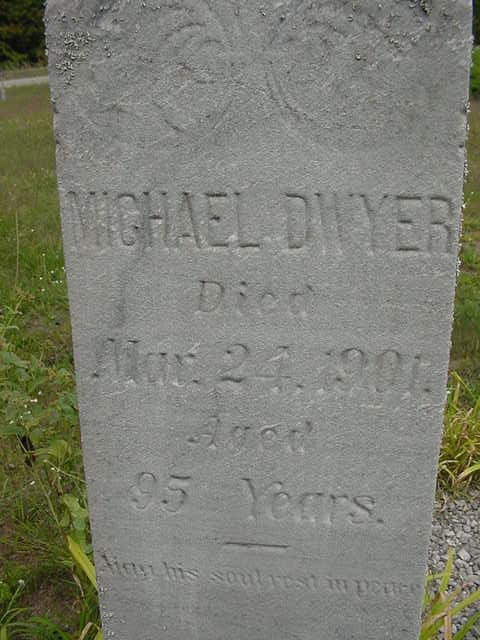 MICHAEL DWYER
Died
Mar. 24, 1901.
Aged
95 Years.
May his soul rest in peace